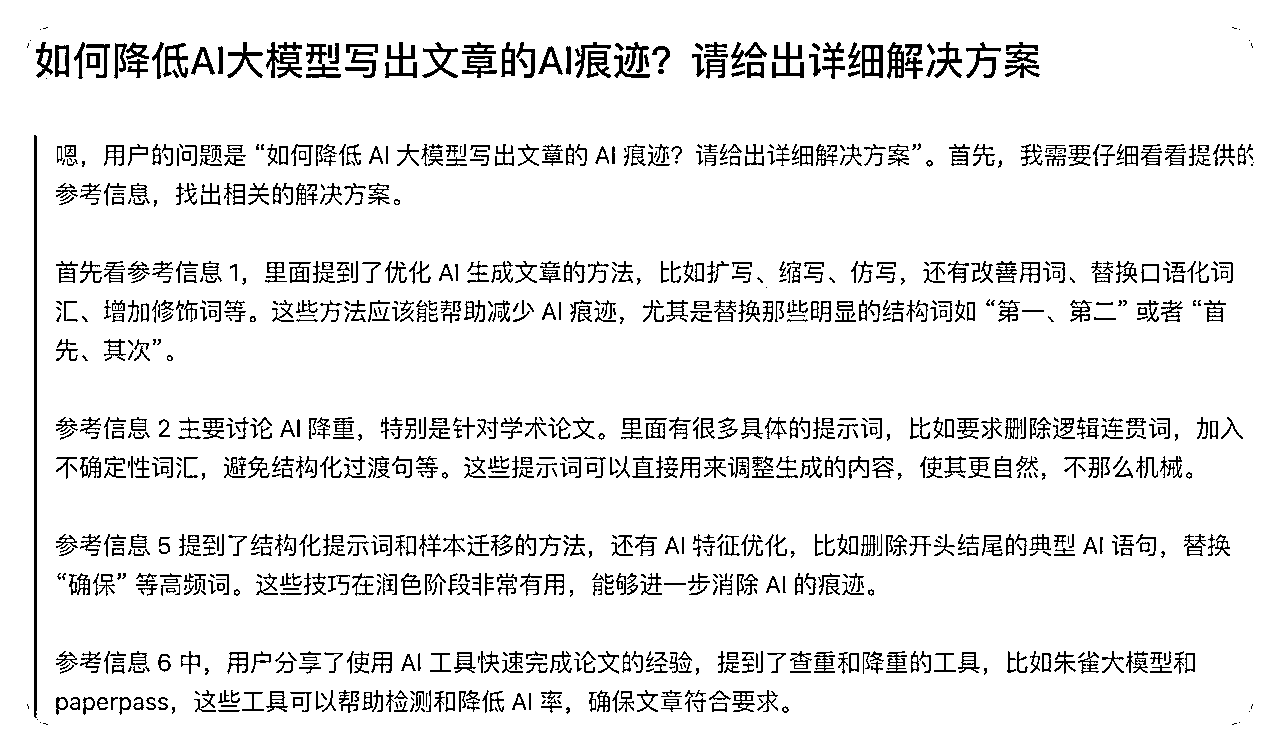 如何降低AI大模型写出文章的AI痕迹？请给出详细解决方案
嗯，用户的问题是 “如何降低 AI 大模型写出文章的 AI 痕迹？请给出详细解决方案”。首先，我需要仔细看看提供的
参考信息，找出相关的解决方案。
首先看参考信息 1，里面提到了优化 AI 生成文章的方法，比如扩写、缩写、仿写，还有改善用词、替换口语化词
汇、增加修饰词等。这些方法应该能帮助减少 AI 痕迹，尤其是替换那些明显的结构词如 “第一、第二” 或者 “首
先、其次”。
参考信息 2 主要讨论 AI 降重，特别是针对学术论文。里面有很多具体的提示词，比如要求删除逻辑连贯词，加入
不确定性词汇，避免结构化过渡句等。这些提示词可以直接用来调整生成的内容，使其更自然，不那么机械。
参考信息 5 提到了结构化提示词和样本迁移的方法，还有 AI 特征优化，比如删除开头结尾的典型 AI 语句，替换
“确保” 等高频词。这些技巧在润色阶段非常有用，能够进一步消除 AI 的痕迹。
参考信息 6 中，用户分享了使用 AI 工具快速完成论文的经验，提到了查重和降重的工具，比如朱雀大模型和
paperpass，这些工具可以帮助检测和降低 AI 率，确保文章符合要求。